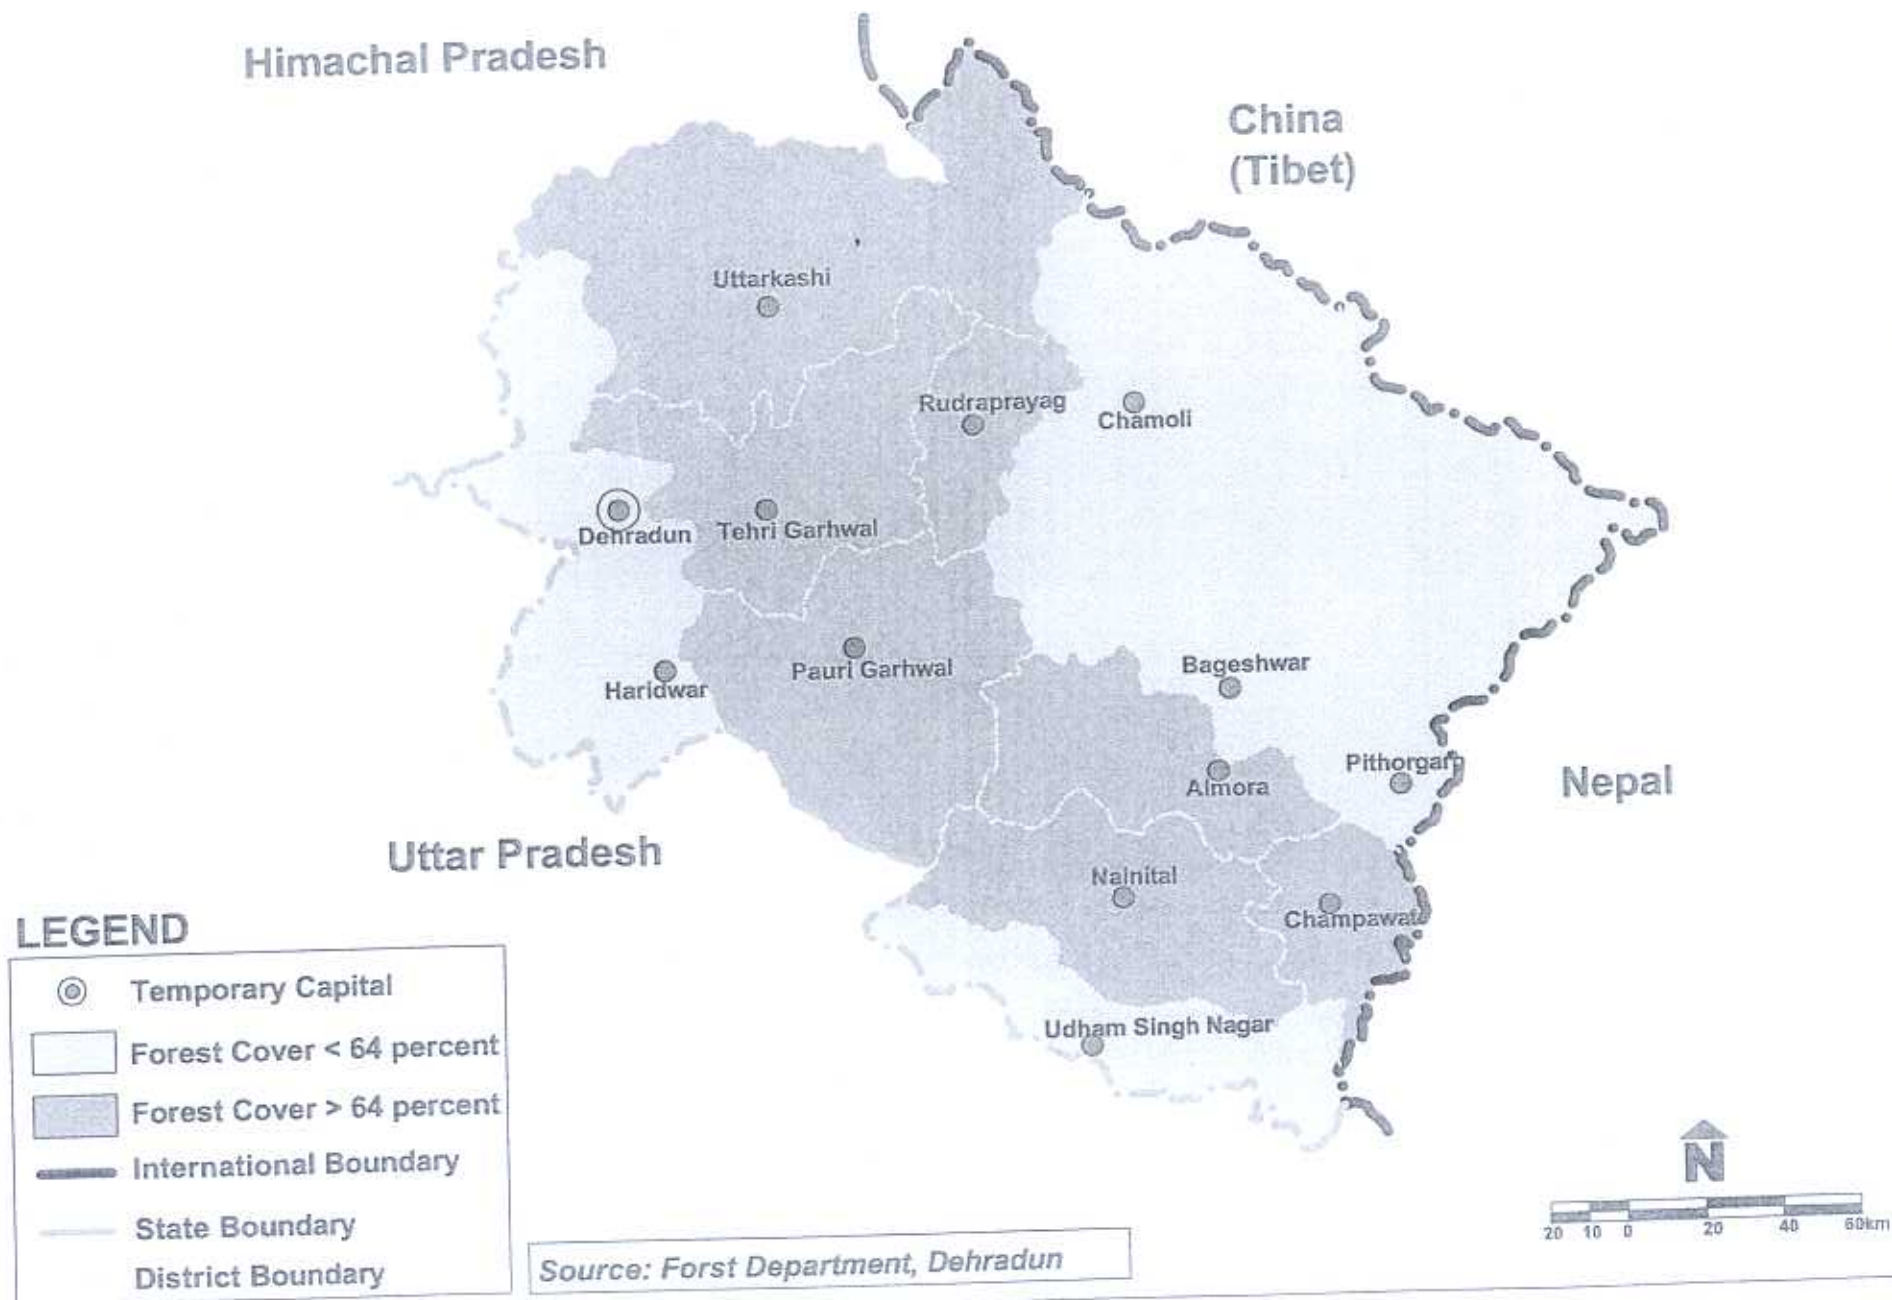 Himachal Pradesh
China
(Tibet)
Uttarkashi
Rudraprayag
Chamoli
Dehradun
Tehri Garhwal
Pauri Garhwal
Haridwar
Bageshwar
Pithorgarh
Almora
Nepal
Uttar Pradesh
Nainital
Champawat
Udham Singh Nagar
LEGEND
Temporary Capital
Forest Cover < 64 percent
Forest Cover > 64 percent
International Boundary
State Boundary
District Boundary
N
20 10 0 20 40 60km
Source: Forst Department, Dehradun